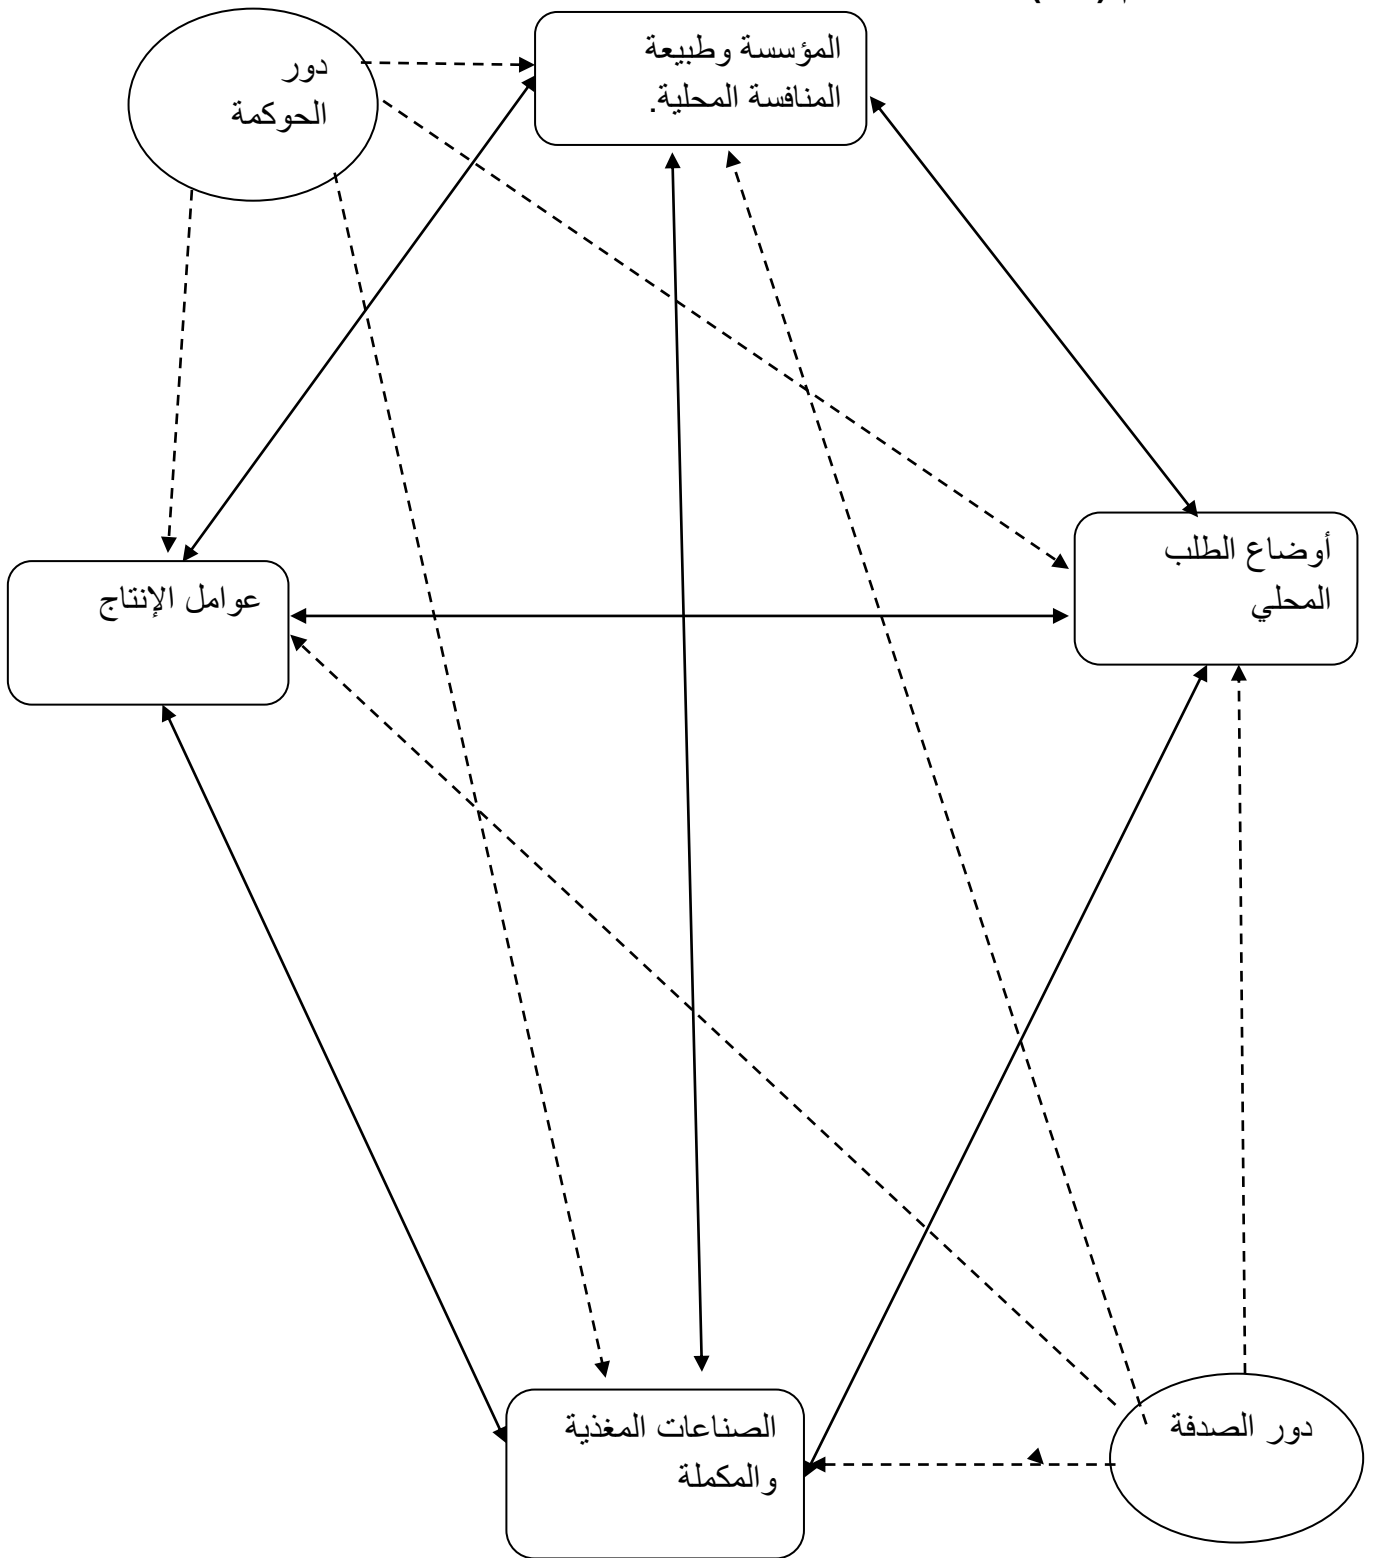 المؤسسة وطبيعة
المنافسة المحلية.
دور
الحوكمة
أوضاع الطلب
المحلي
عوامل الإنتاج
الصناعات المغذية
والمكملة
دور الصدفة